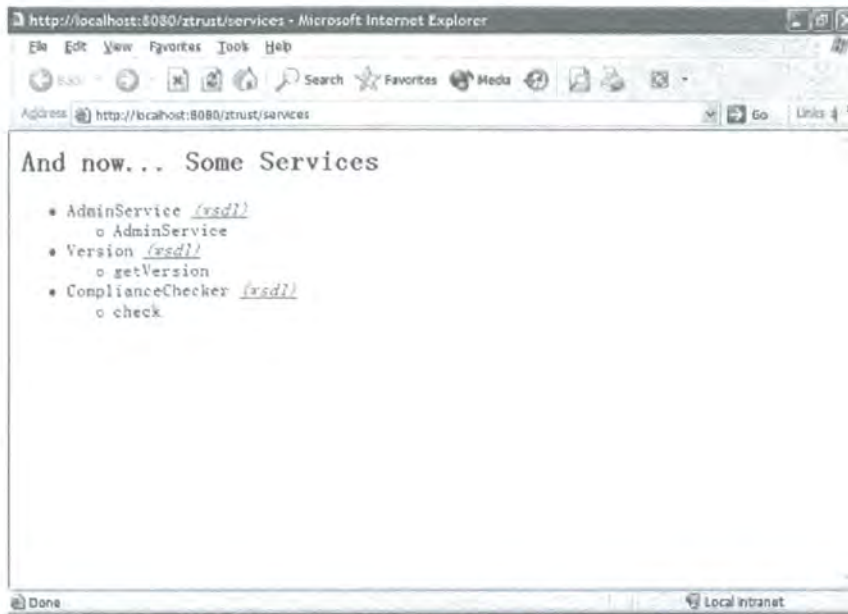 http://localhost:8080/ztrust/services - Microsoft Internet Explorer
File Edit View Favorites Tools Help
Back Search Favorites Media
Address http://localhost:8080/ztrust/services Go Links
And now... Some Services
AdminService (wsdl)
AdminService
Version (wsdl)
getVersion
ComplianceChecker (wsdl)
check
Done Local intranet